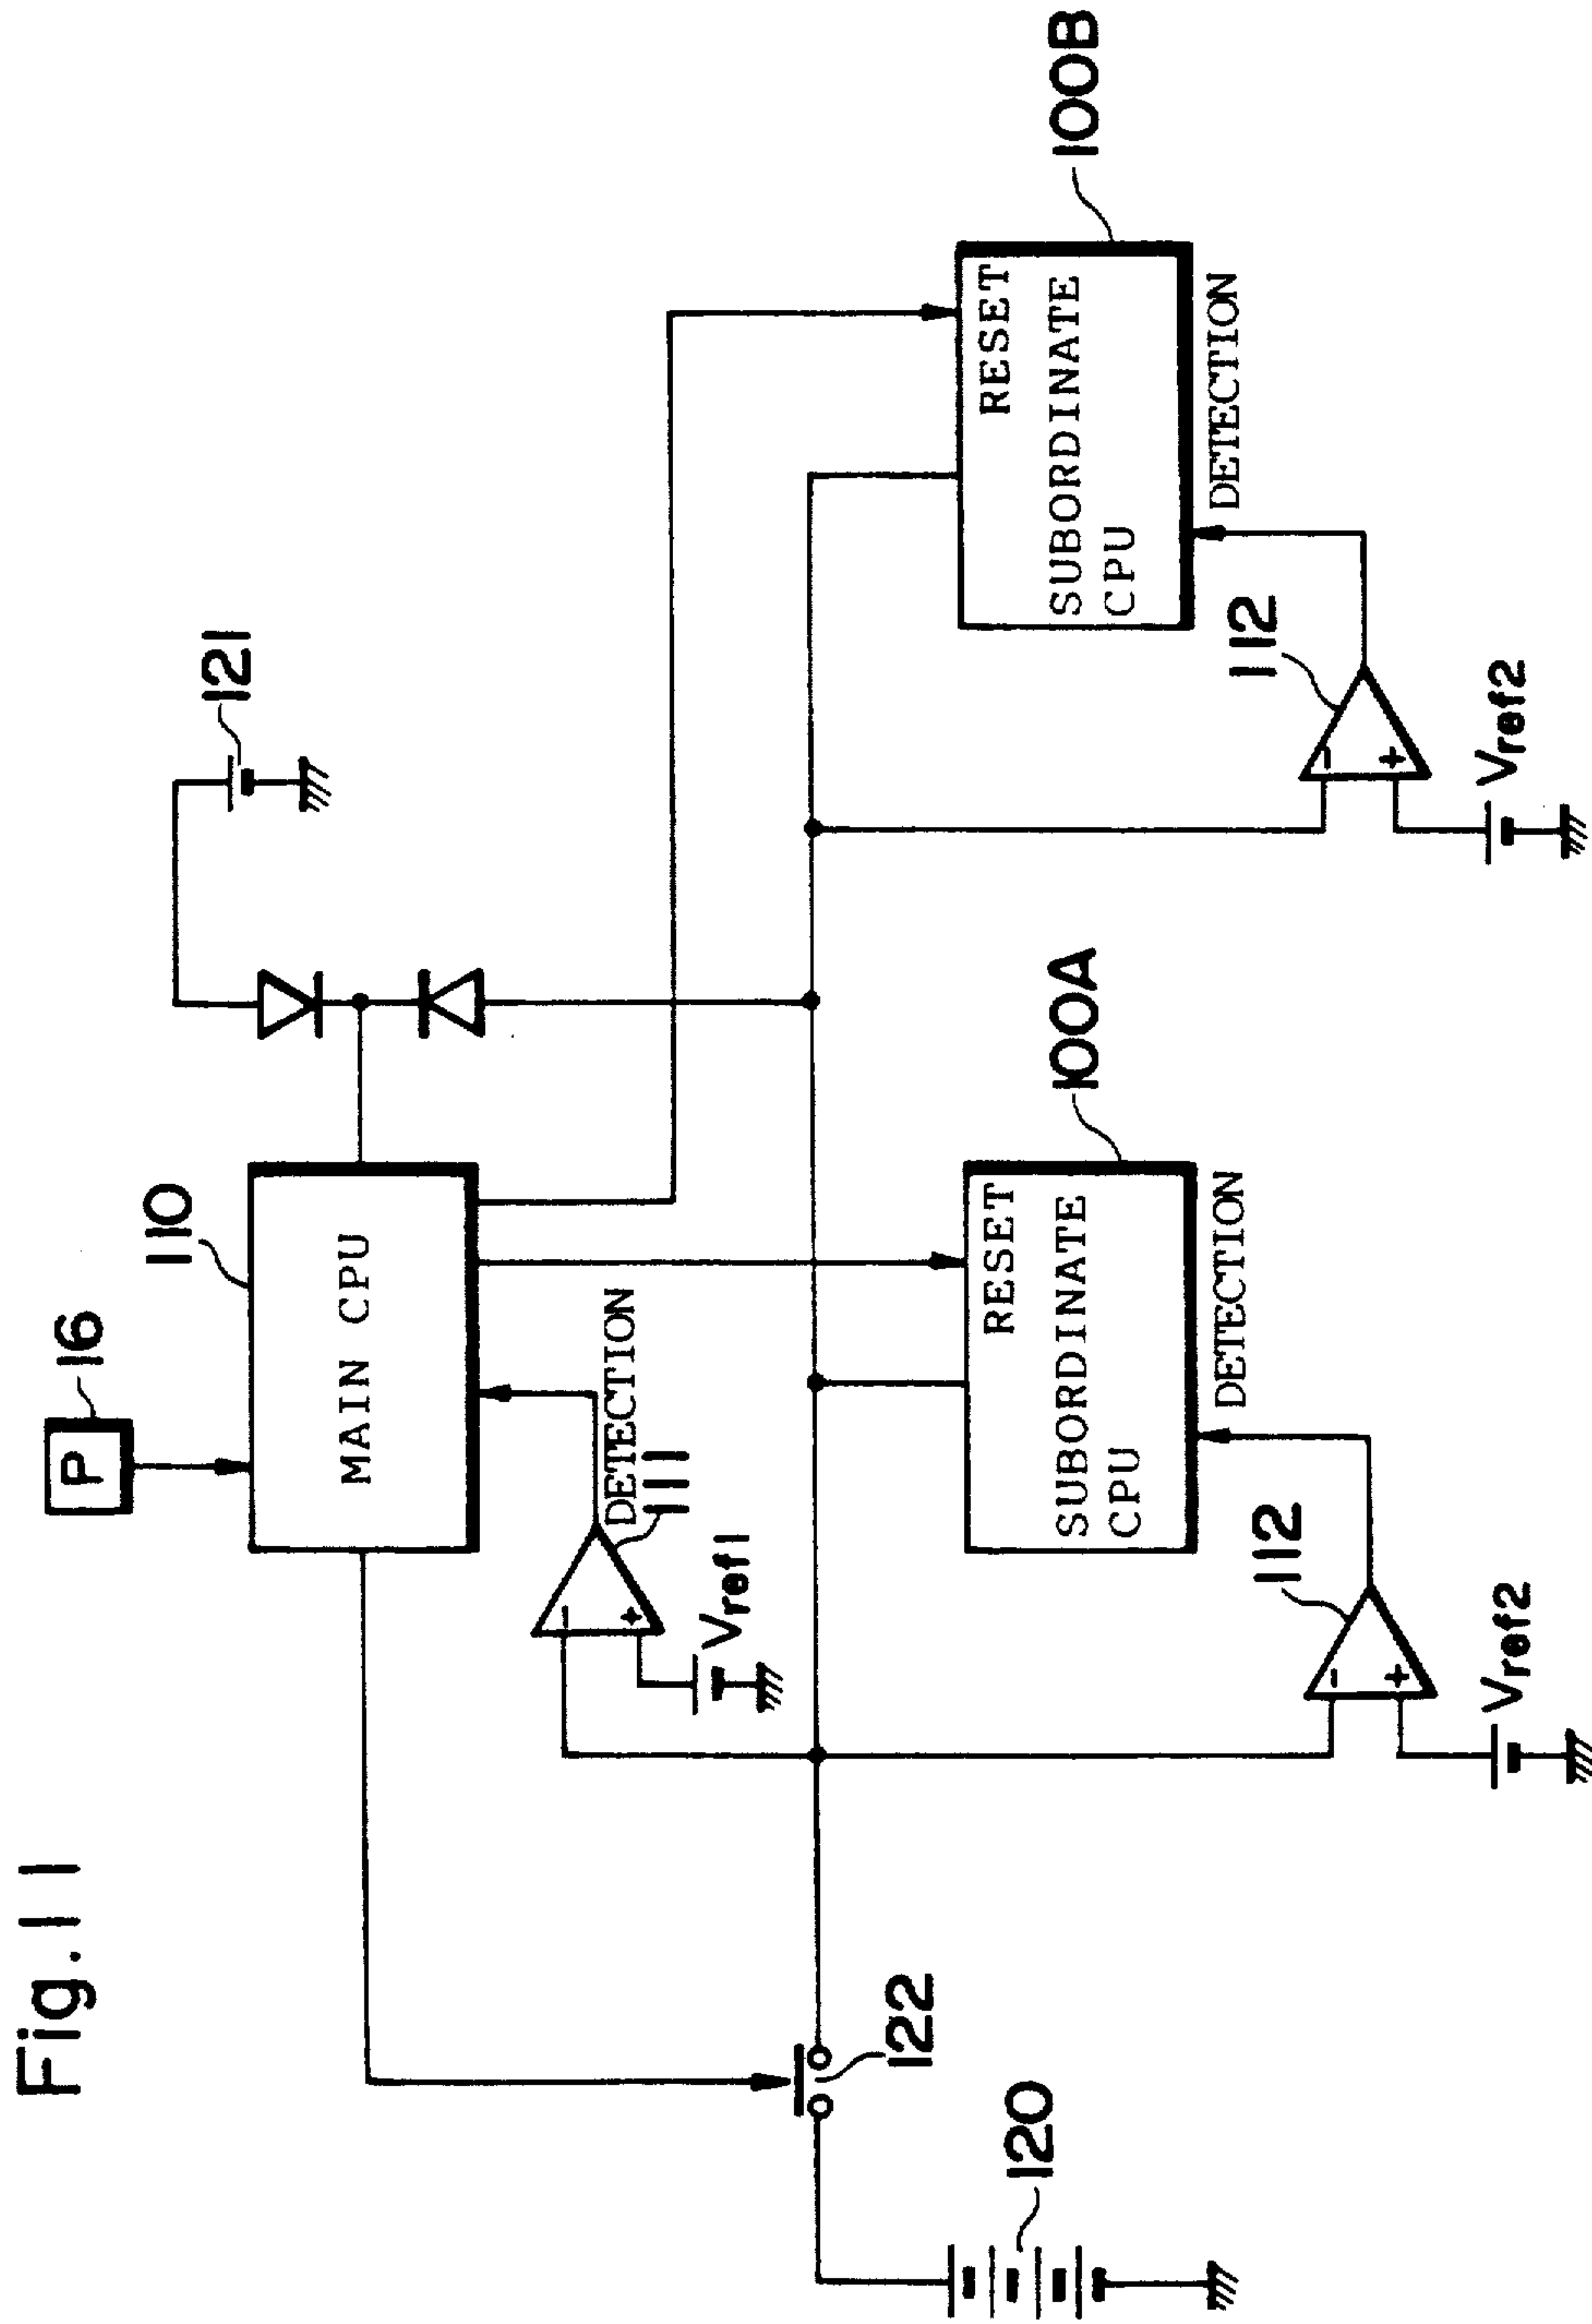 Fig.11
P
16
110
MAIN CPU
121
DETECTION
111
Vref1
122
120
RESET
SUBORDINATE
CPU
100A
DETECTION
112
Vref2
RESET
SUBORDINATE
CPU
100B
DETECTION
112
Vref2
-
+
-
+
-
+